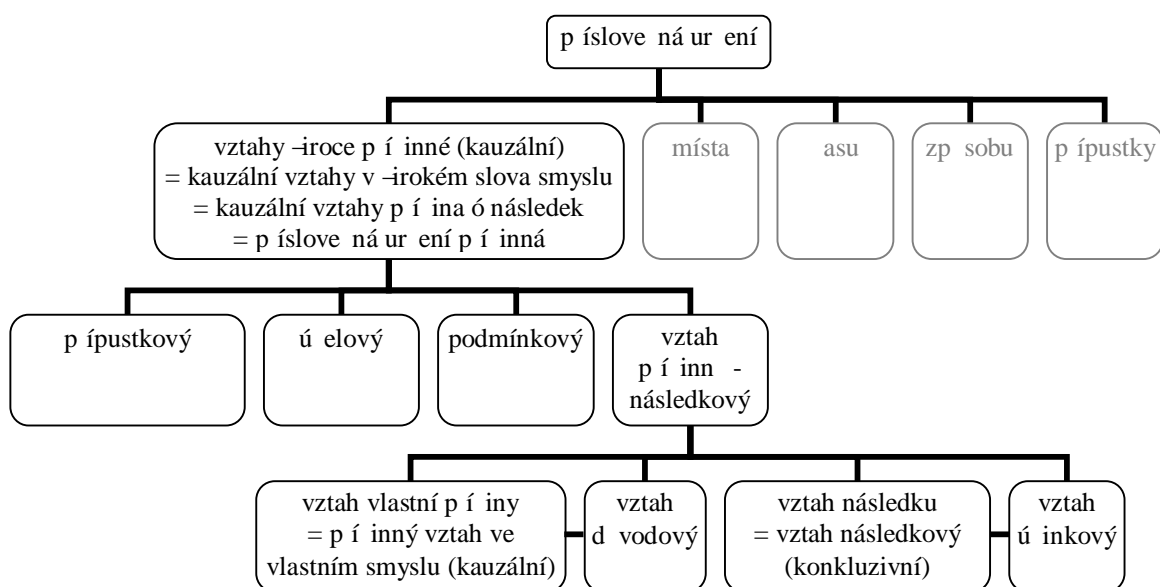 p íslove ná ur ení
vztahy –iroce p í inné (kauzální)
= kauzální vztahy v –irokém slova smyslu
= kauzální vztahy p í ina ó následek
= p íslove ná ur ení p í inná
místa
asu
zp sobu
p ípustky
p ípustkový
ú elový
podmínkový
vztah
p í inn -
následkový
vztah vlastní p í iny
= p í inný vztah ve
vlastním smyslu (kauzální)
vztah
d vodový
vztah následku
= vztah následkový
(konkluzivní)
vztah
ú inkový